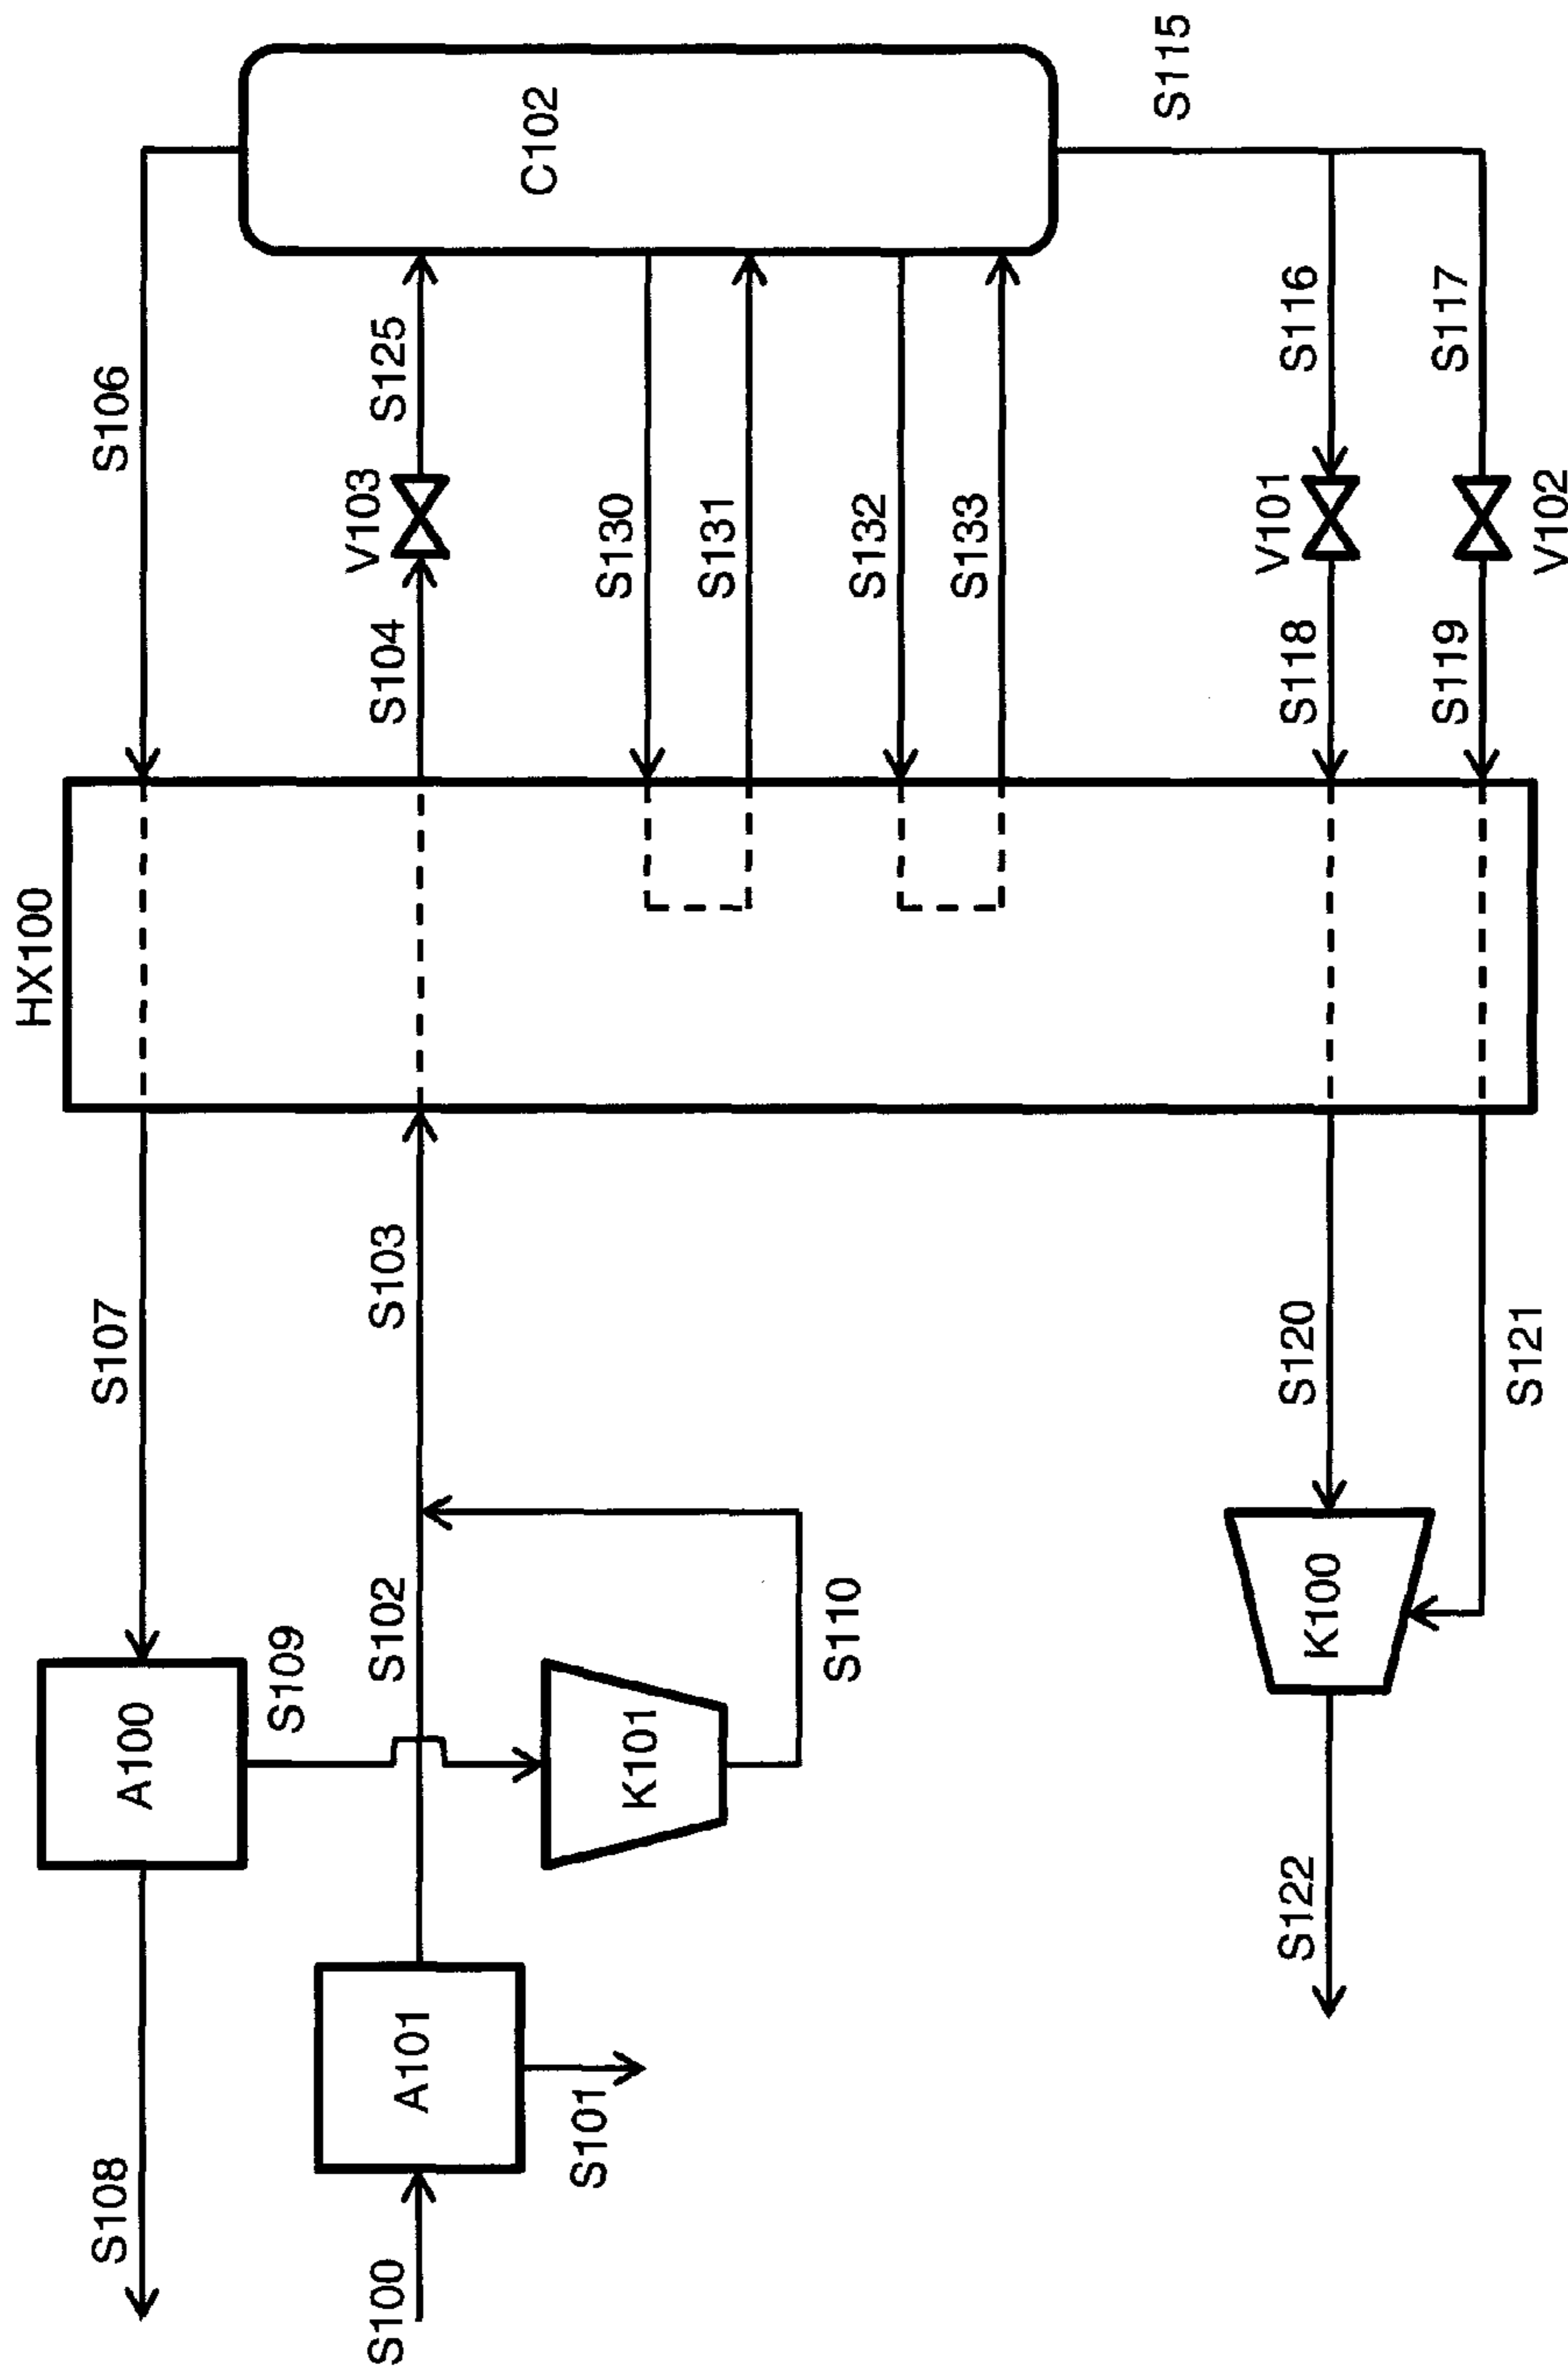 HX100
S106
S107
A100
S108
S109
C102
S125
V103
S104
S103
S102
A101
S100
S101
K101
S110
S130
S131
S132
S133
S115
S116
V101
S118
S120
K100
S122
S117
V102
S119
S121